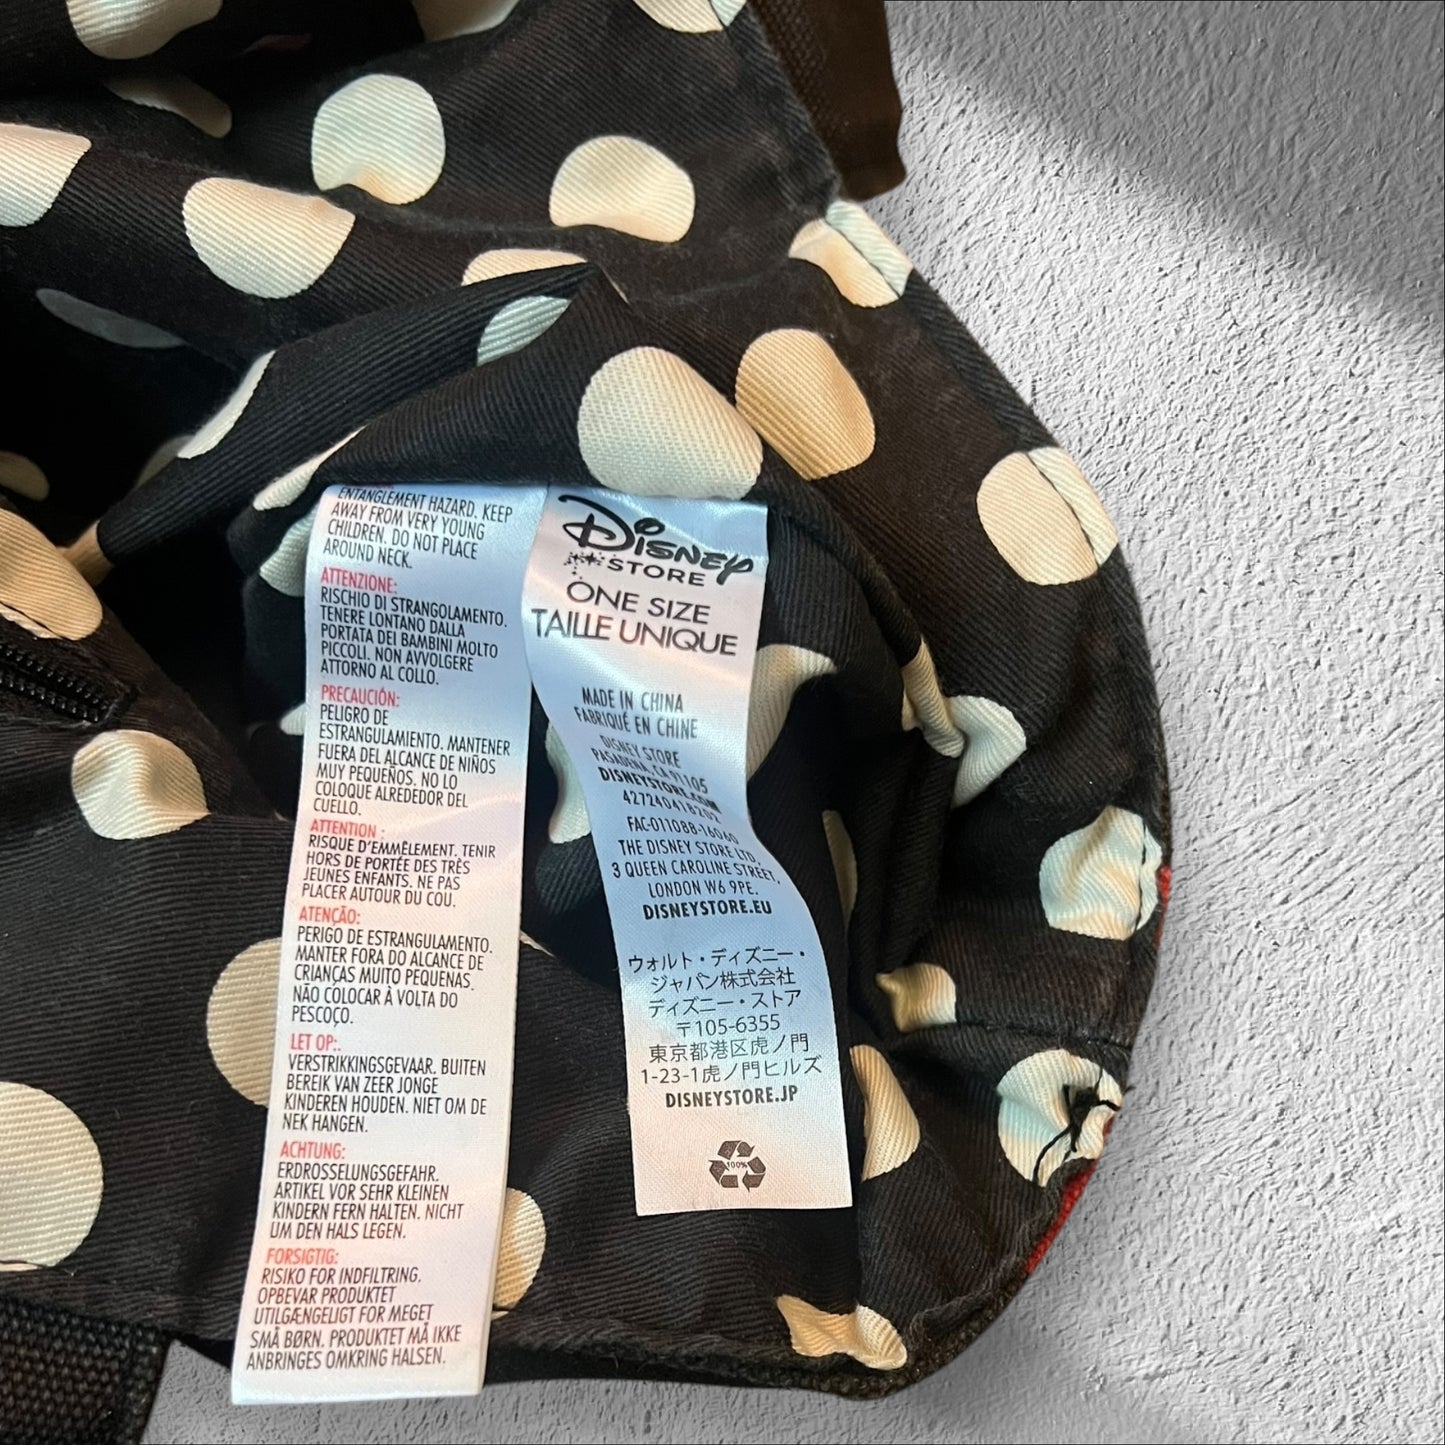 ENTANGLEMENT HAZARD. KEEP
AWAY FROM VERY YOUNG
CHILDREN. DO NOT PLACE
AROUND NECK.
ATTENZIONE:
RISCHIO DI STRANGOLAMENTO.
TENERE LONTANO DALLA
PORTATA DEI BAMBINI MOLTO
PICCOLI. NON AVVOLGERE
ATTORNO AL COLLO.
PRECAUCIÓN:
PELIGRO DE
ESTRANGULAMIENTO. MANTENER
FUERA DEL ALCANCE DE NIÑOS
MUY PEQUEÑOS. NO LO
COLOQUE ALREDEDOR DEL
CUELLO.
ATTENTION :
RISQUE D'EMMÊLEMENT. TENIR
HORS DE PORTÉE DES TRÈS
JEUNES ENFANTS. NE PAS
PLACER AUTOUR DU COU.
ATENÇÃO:
PERIGO DE ESTRANGULAMENTO.
MANTER FORA DO ALCANCE DE
CRIANÇAS MUITO PEQUENAS.
NÃO COLOCAR À VOLTA DO
PESCOÇO.
LET OP:.
VERSTRIKKINGSGEVAAR. BUITEN
BEREIK VAN ZEER JONGE
KINDEREN HOUDEN. NIET OM DE
NEK HANGEN.
ACHTUNG:
ERDROSSELUNGSGEFAHR.
ARTIKEL VOR SEHR KLEINEN
KINDERN FERN HALTEN. NICHT
UM DEN HALS LEGEN.
FORSIGTIG:
RISIKO FOR INDFILTRING.
OPBEVAR PRODUKTET
UTILGÆNGELIGT FOR MEGET
SMÅ BØRN. PRODUKTET MÅ IKKE
ANBRINGES OMKRING HALSEN.
DISNEY
STORE
ONE SIZE
TAILLE UNIQUE
MADE IN CHINA
FABRIQUÉ EN CHINE
DISNEY STORE
PASADENA, CA 91105
DISNEYSTORE.COM
427240418202
FAC-011088-16060
THE DISNEY STORE LTD,
3 QUEEN CAROLINE STREET,
LONDON W6 9PE.
DISNEYSTORE.EU
ウォルト・ディズニー・
ジャパン株式会社
ディズニー・ストア
〒105-6355
東京都港区虎ノ門
1-23-1虎ノ門ヒルズ
DISNEYSTORE.JP
100%